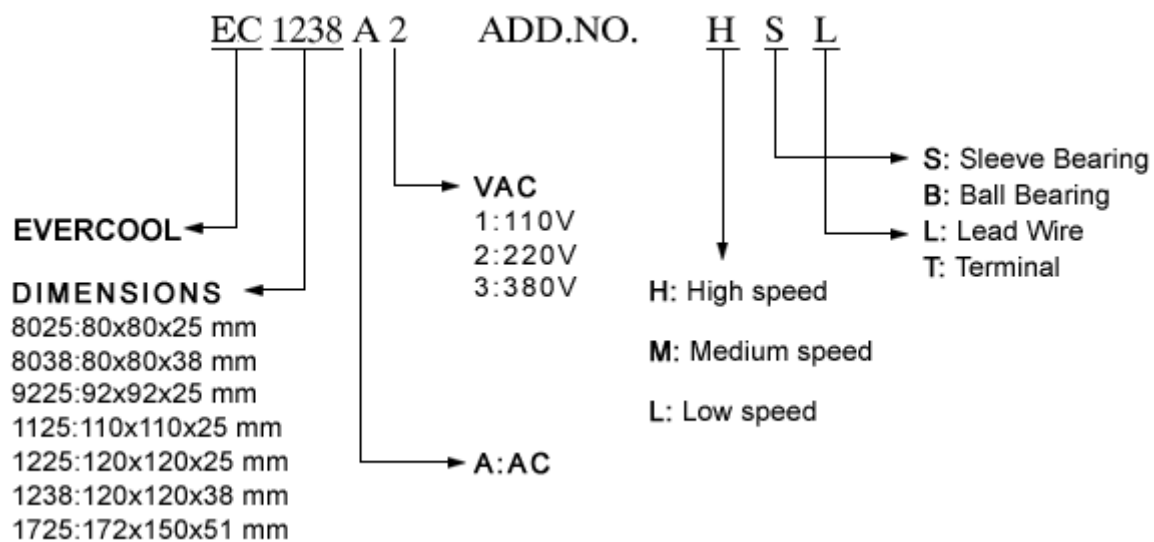 EC 1238 A 2 ADD.NO. H S L
EVERCOOL
DIMENSIONS
8025:80x80x25 mm
8038:80x80x38 mm
9225:92x92x25 mm
1125:110x110x25 mm
1225:120x120x25 mm
1238:120x120x38 mm
1725:172x150x51 mm
VAC
1:110V
2:220V
3:380V
A:AC
H: High speed
M: Medium speed
L: Low speed
S: Sleeve Bearing
B: Ball Bearing
L: Lead Wire
T: Terminal